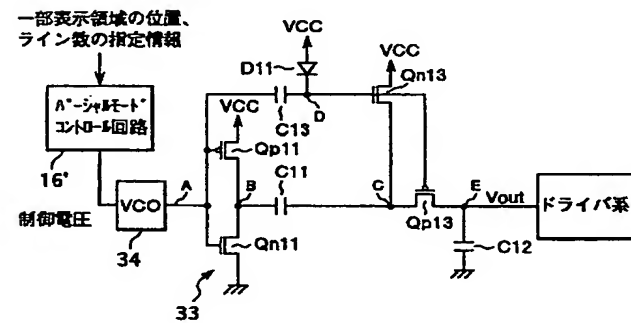 一部表示領域の位置、
ライン数の指定情報
パーシャルモード
コントロール回路
16'
制御電圧
VCO
34
A
VCC
D11
D
C13
VCC
Qn13
VCC
Qp11
B
C11
C
Qp13
E
Vout
ドライバ系
C12
Qn11
33